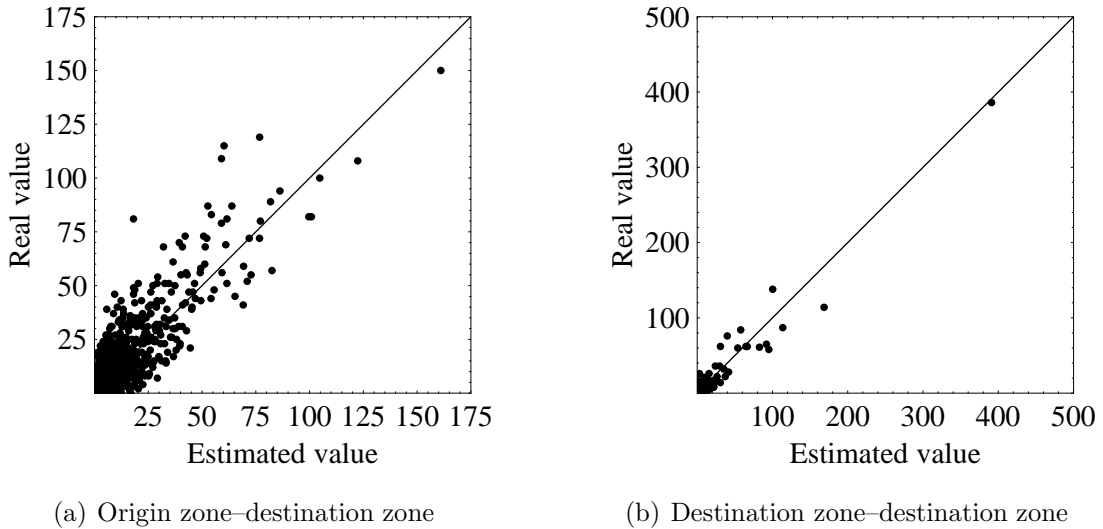 175
150
125
100
75
50
25
Real value
25 50 75 100 125 150 175
Estimated value
(a) Origin zone–destination zone
500
400
300
200
100
Real value
100 200 300 400 500
Estimated value
(b) Destination zone–destination zone